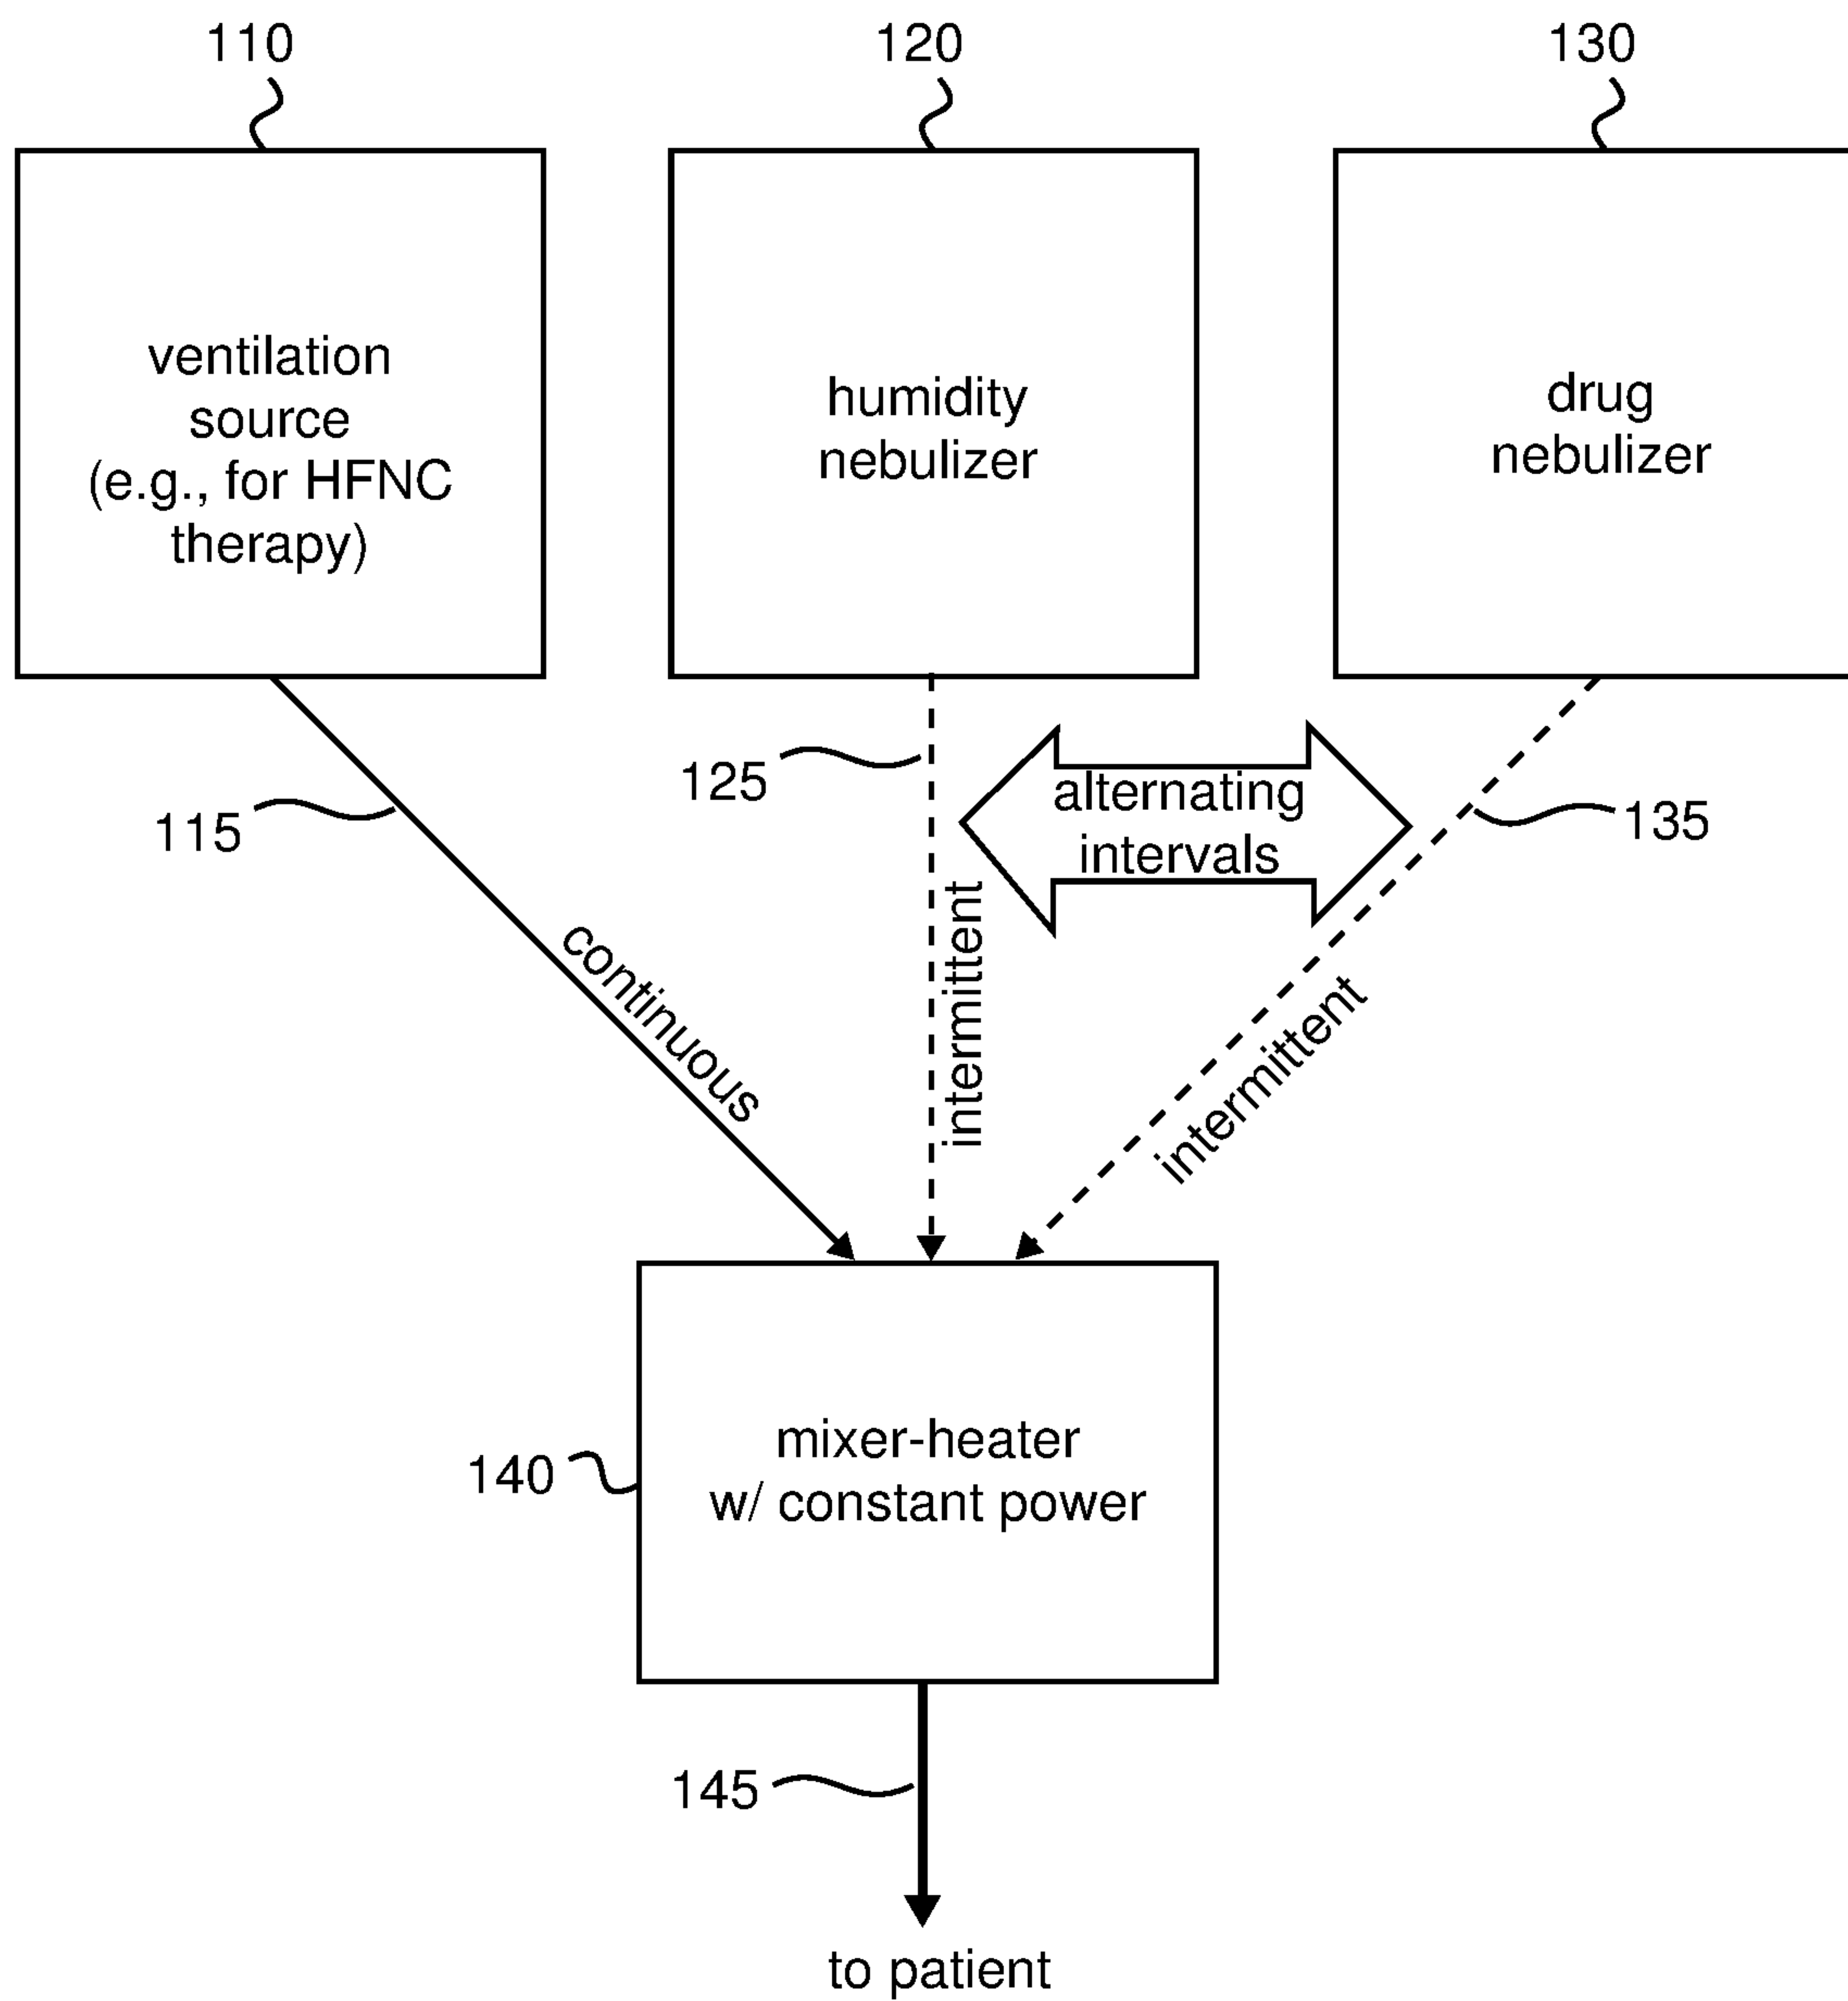 110
120
130
ventilation
source
(e.g., for HFNC
therapy)
humidity
nebulizer
drug
nebulizer
125
alternating
intervals
115
135
continuous
intermittent
intermittent
140
mixer-heater
w/ constant power
145
to patient